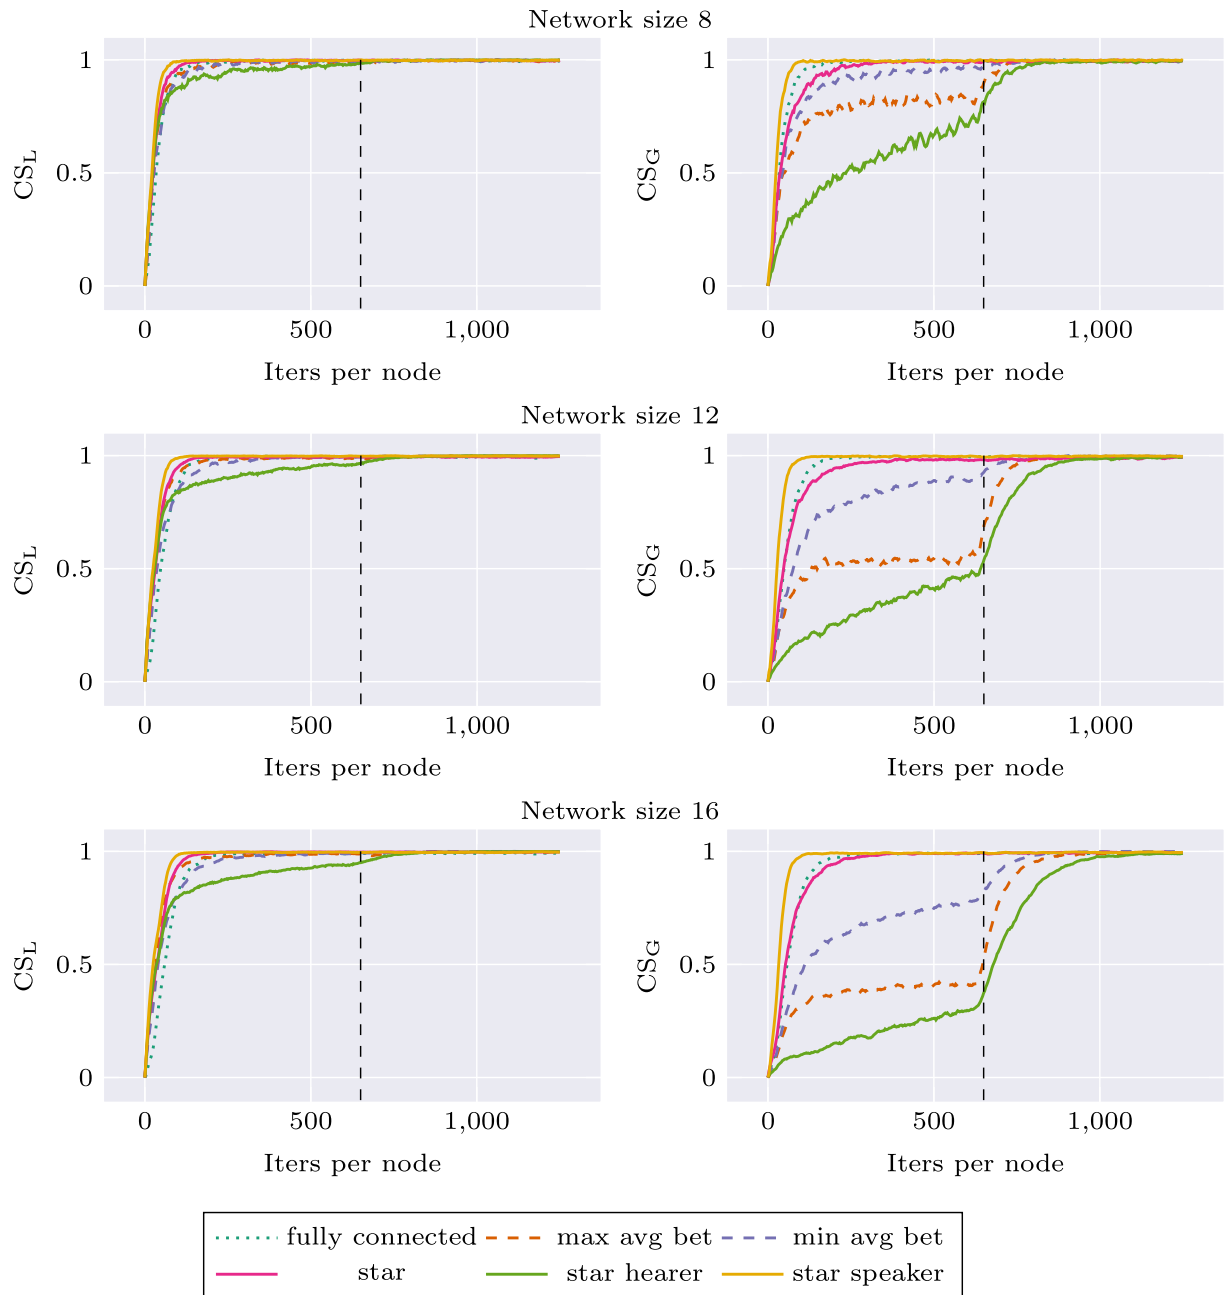 Network size 8
1
0.5
0
CS_L
0
500
1,000
Iters per node
1
0.5
0
CS_G
0
500
1,000
Iters per node
Network size 12
1
0.5
0
CS_L
0
500
1,000
Iters per node
1
0.5
0
CS_G
0
500
1,000
Iters per node
Network size 16
1
0.5
0
CS_L
0
500
1,000
Iters per node
1
0.5
0
CS_G
0
500
1,000
Iters per node
fully connected max avg bet min avg bet
star star hearer star speaker